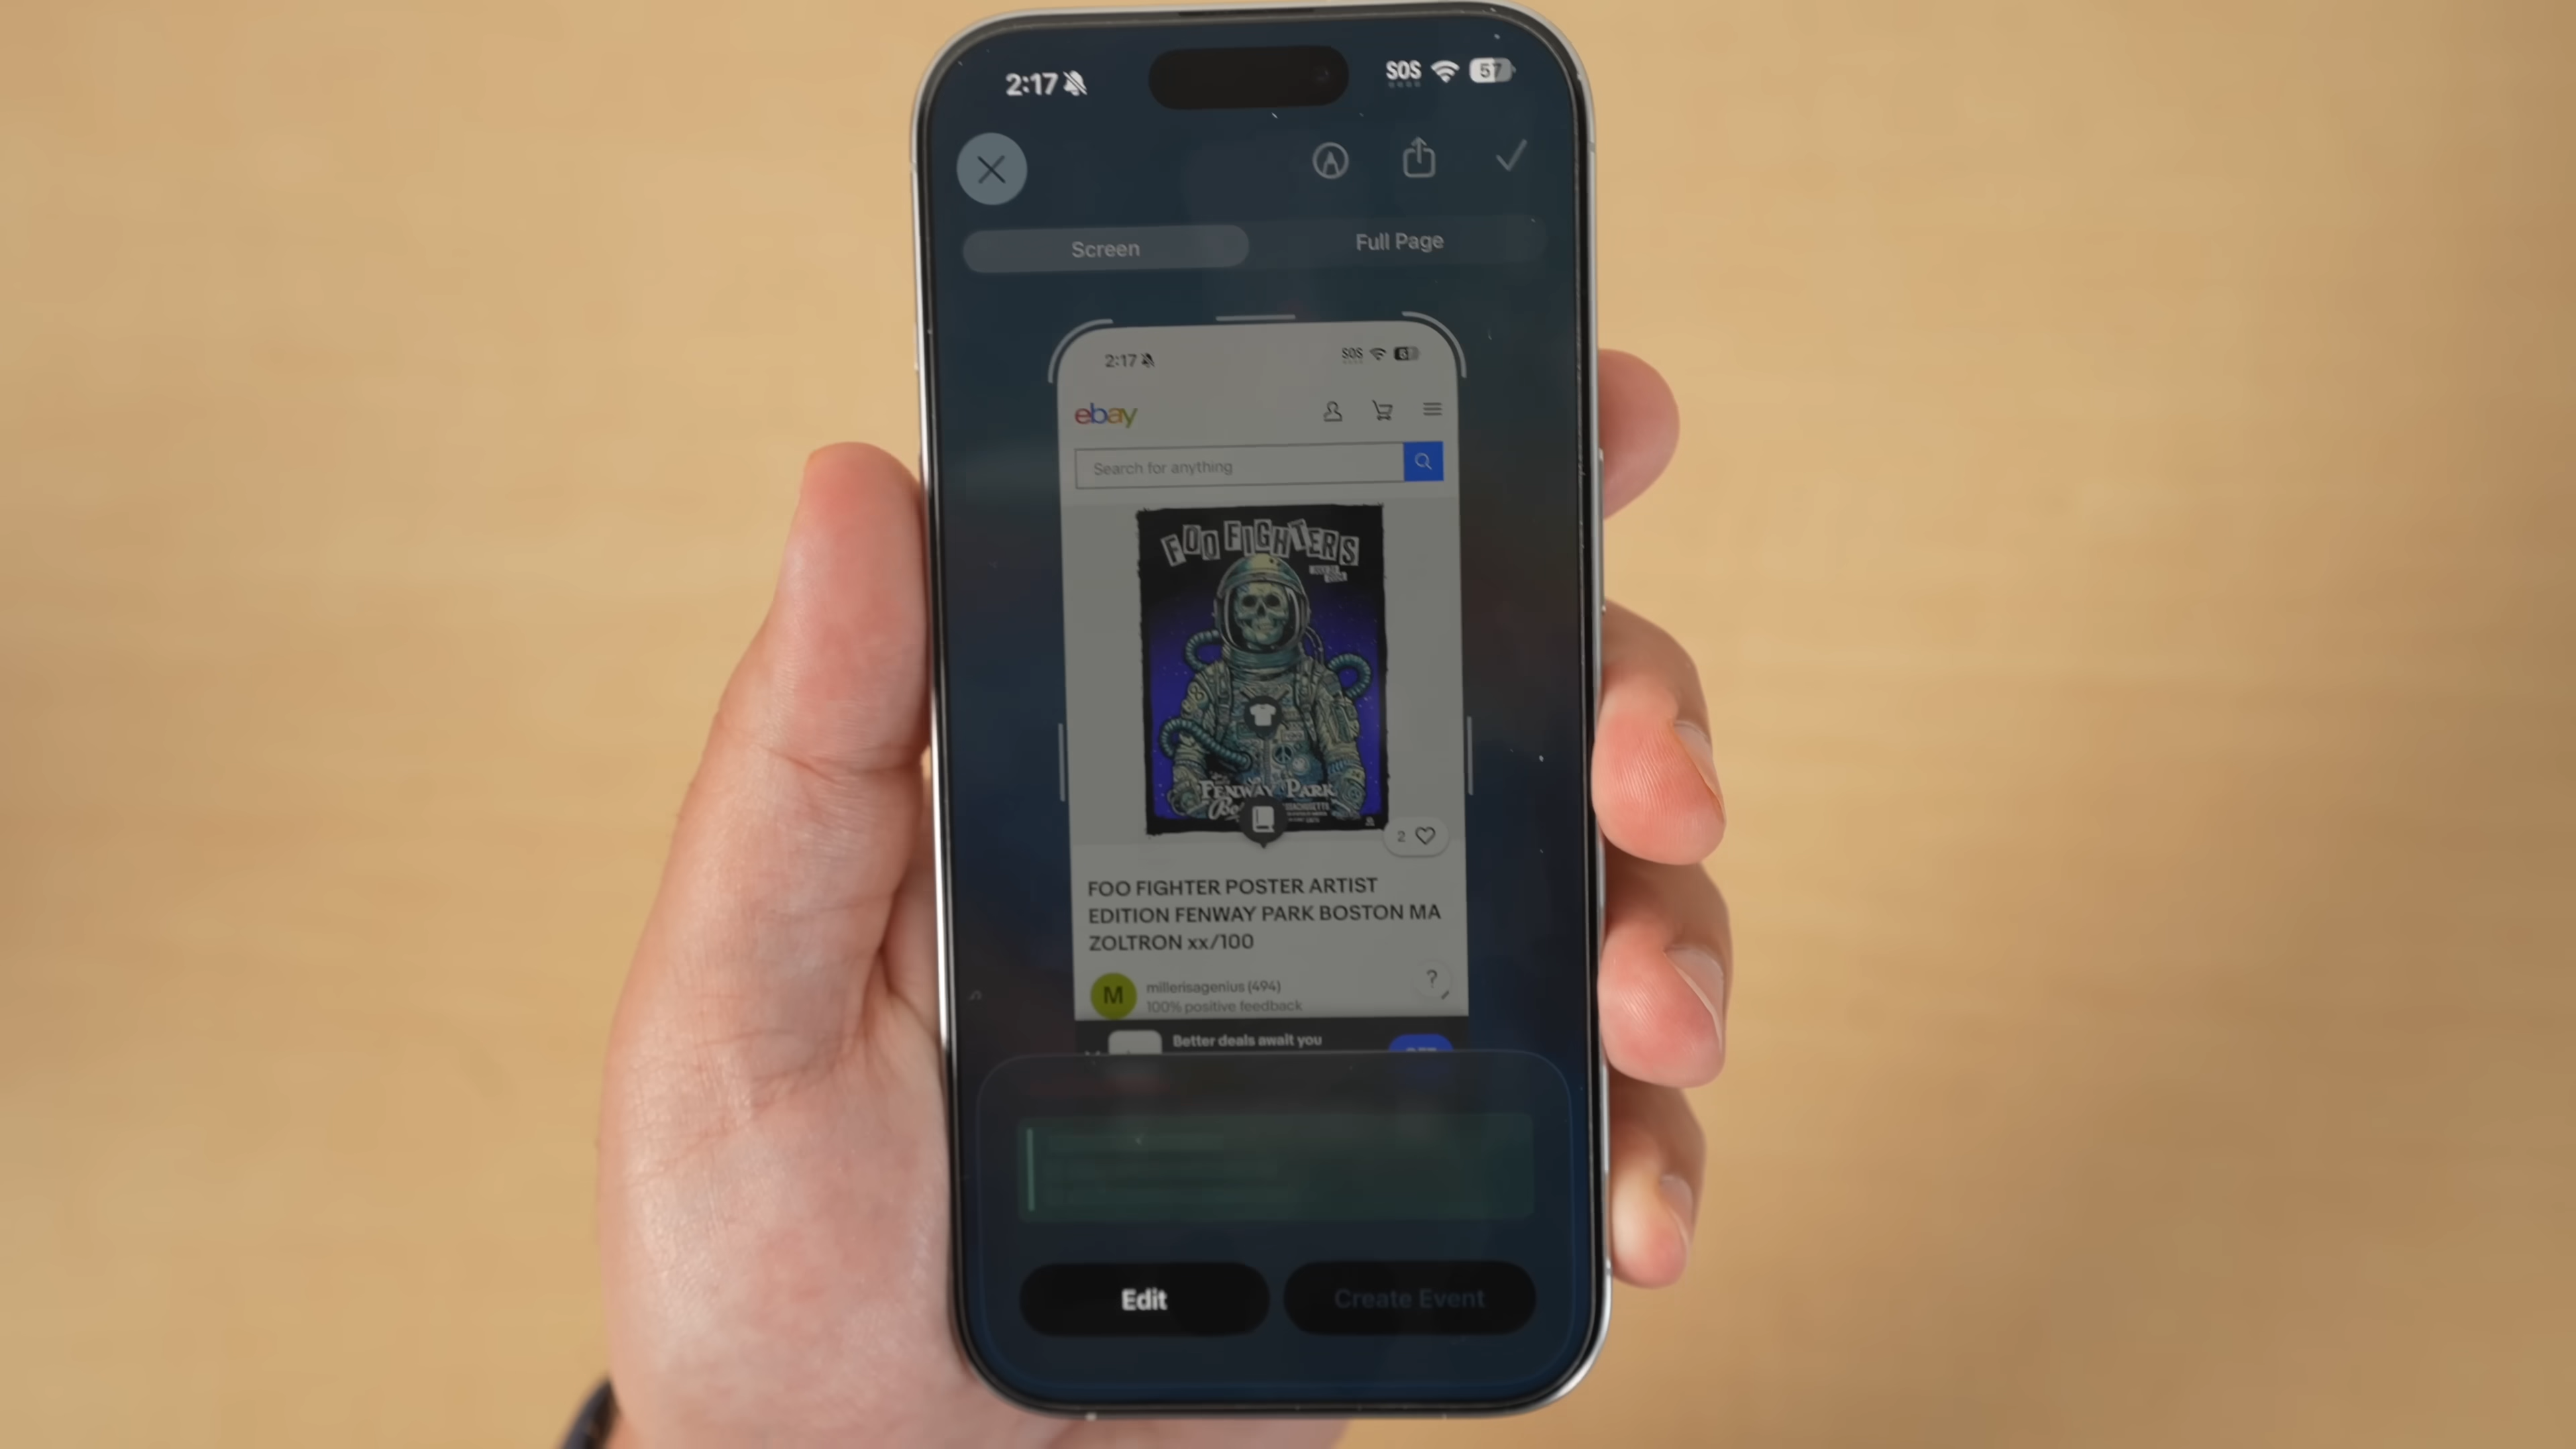 2:17
SOS 57
Screen Full Page
2:17 SOS
ebay
Search for anything
FOO FIGHTERS
FENWAY PARK
2
FOO FIGHTER POSTER ARTIST
EDITION FENWAY PARK BOSTON MA
ZOLTRON xx/100
M millerisagenius (494)
100% positive feedback
?
Better deals await you
Edit Create Event